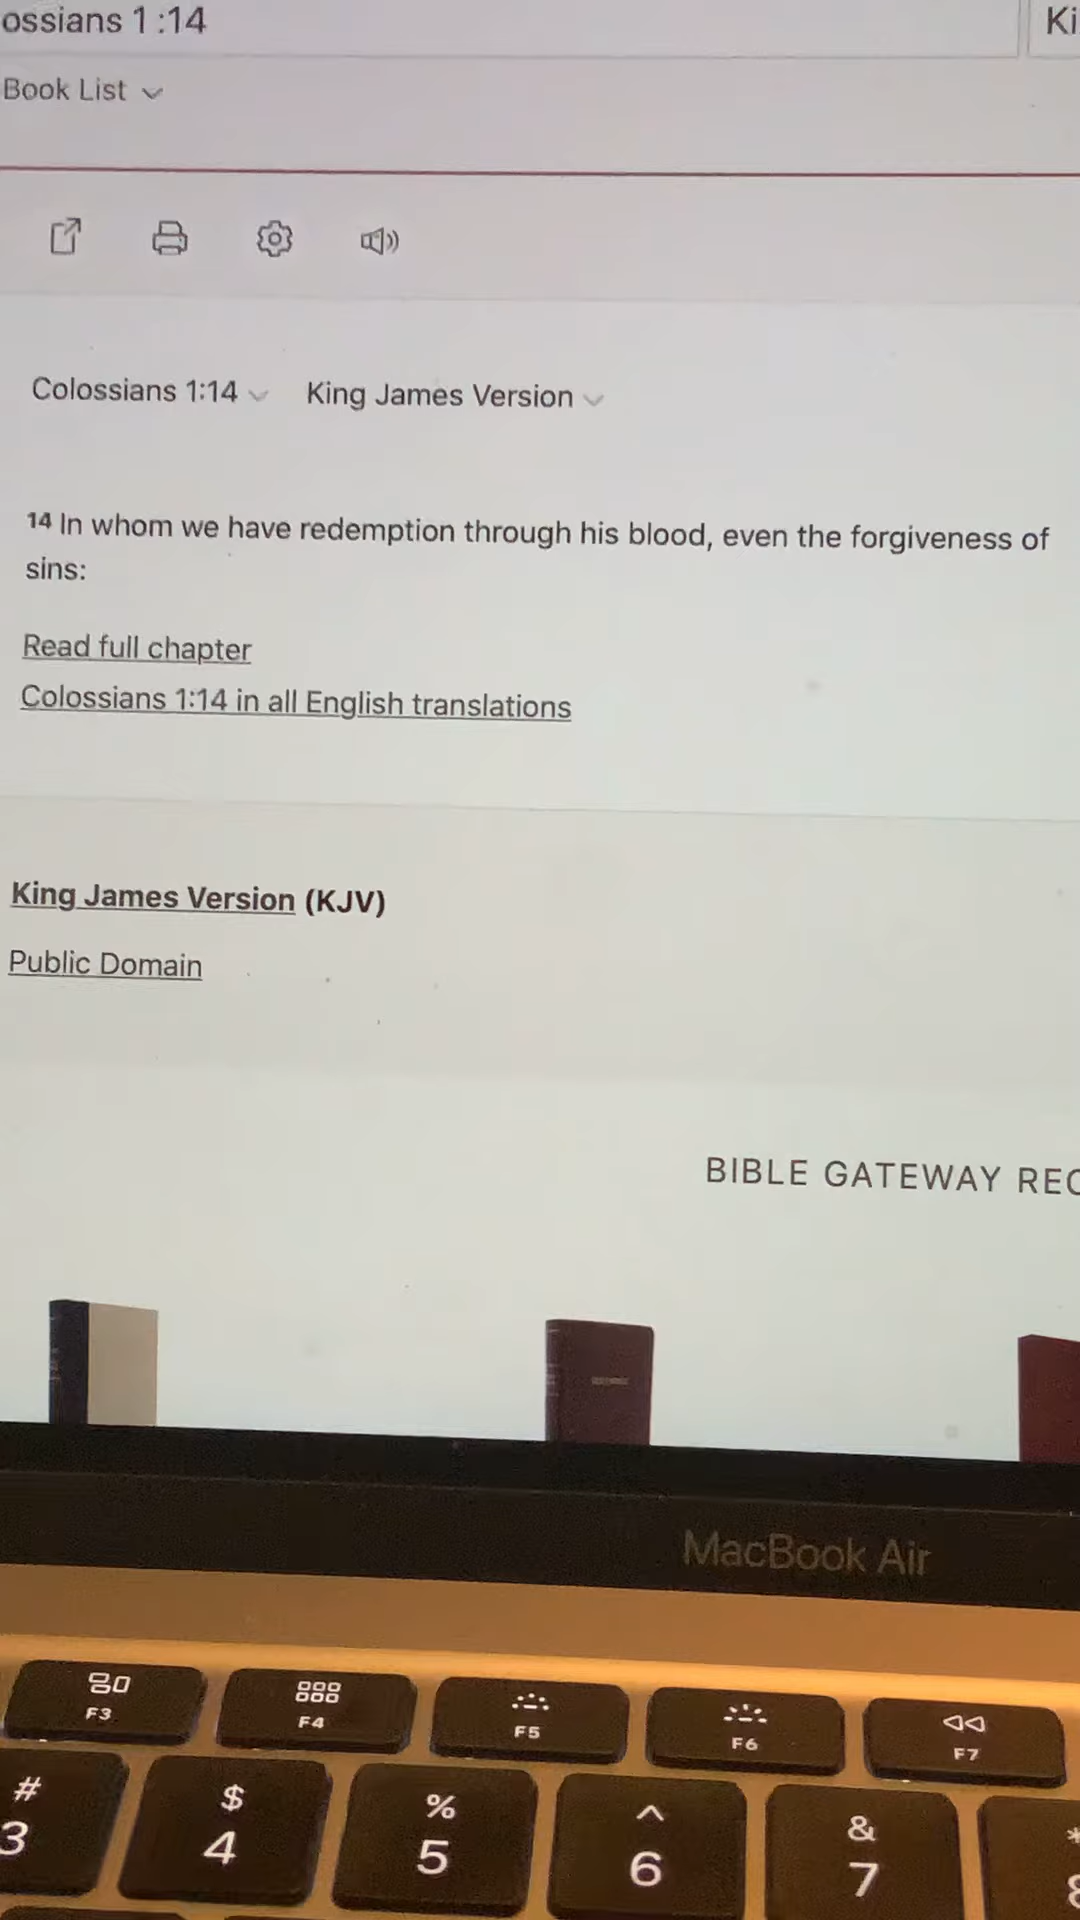 ossians 1:14
Ki
Book List
Colossians 1:14
King James Version
14 In whom we have redemption through his blood, even the forgiveness of
sins:
Read full chapter
Colossians 1:14 in all English translations
King James Version (KJV)
Public Domain
BIBLE GATEWAY REC
MacBook Air
F3
F4
F5
F6
F7
#
$
%
^
&
*
3
4
5
6
7
8